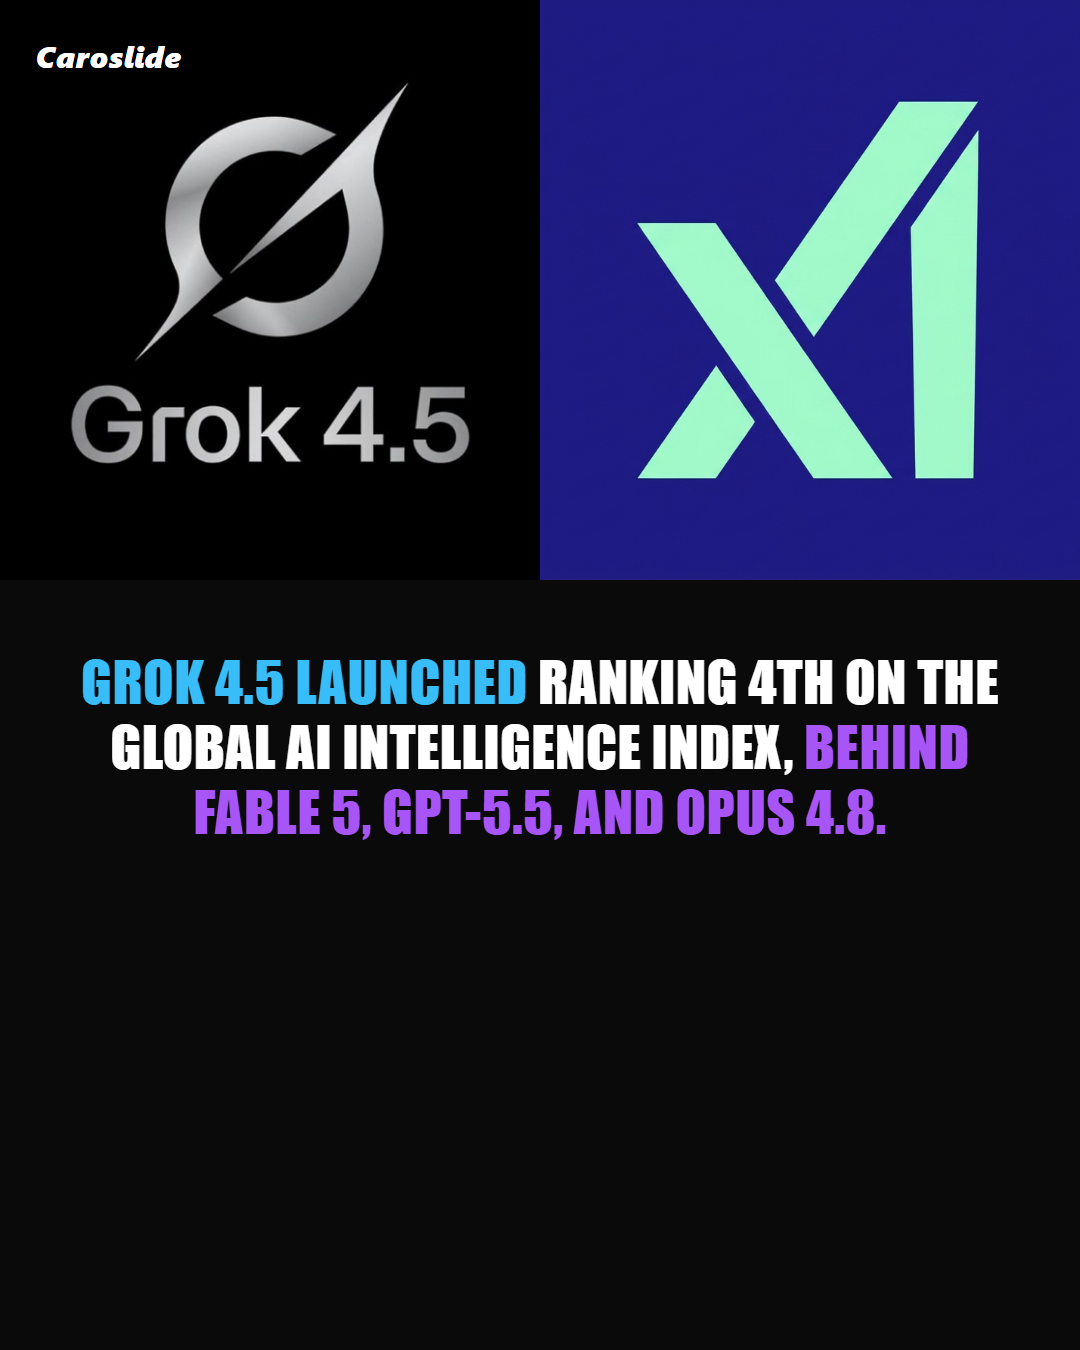 Caroslide
Grok 4.5
xAI
GROK 4.5 LAUNCHED RANKING 4TH ON THE
GLOBAL AI INTELLIGENCE INDEX, BEHIND
FABLE 5, GPT-5.5, AND OPUS 4.8.